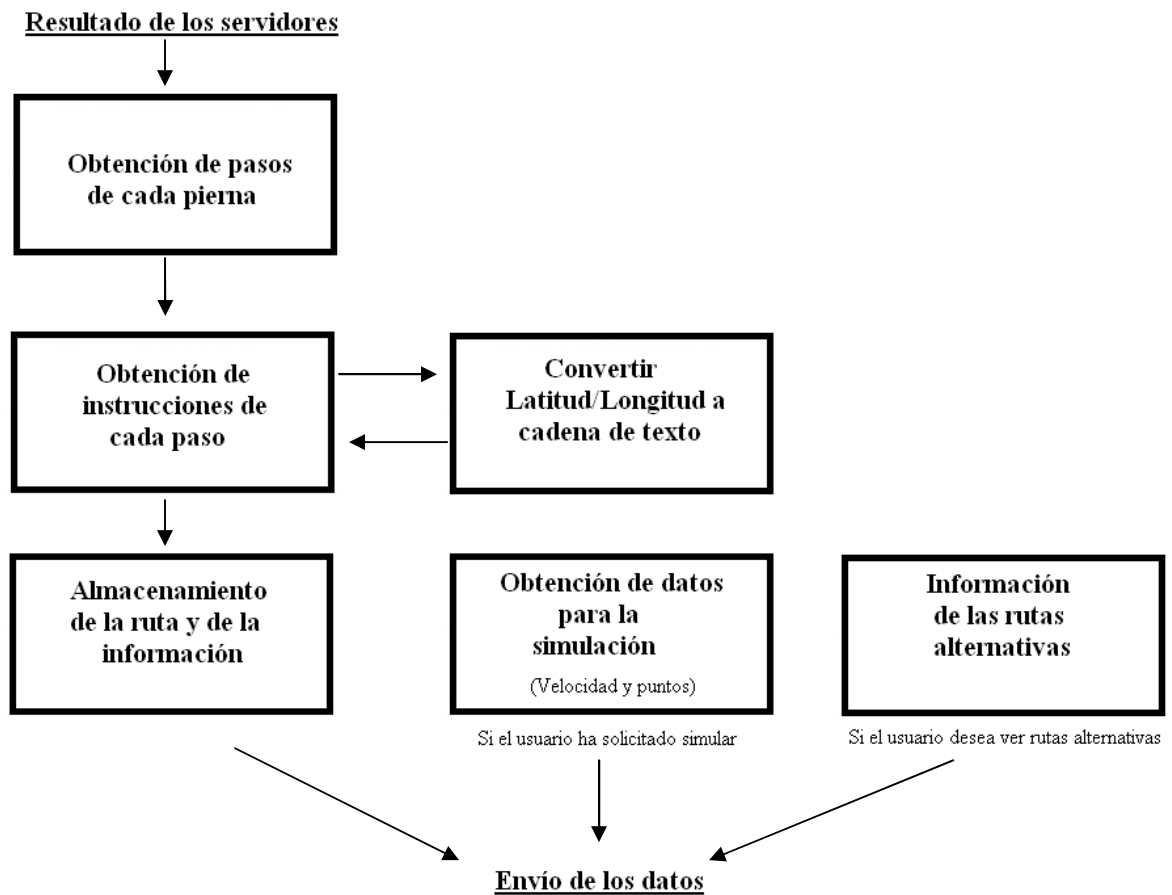 Resultado de los servidores
Obtención de pasos
de cada pierna
Obtención de
instrucciones de
cada paso
Convertir
Latitud/Longitud a
cadena de texto
Almacenamiento
de la ruta y de la
información
Obtención de datos
para la
simulación
(Velocidad y puntos)
Si el usuario ha solicitado simular
Información
de las rutas
alternativas
Si el usuario desea ver rutas alternativas
Envío de los datos